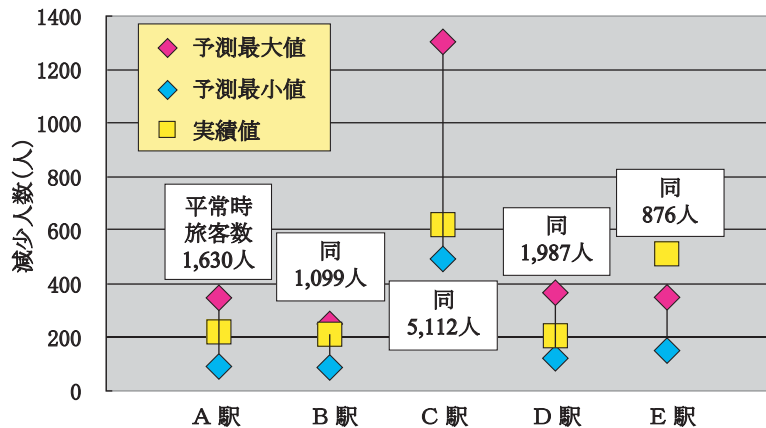 1400
1200
1000
800
600
400
200
0
減少人数(人)
予測最大値
予測最小値
実績値
平常時
旅客数
1,630人
同
1,099人
同
5,112人
同
1,987人
同
876人
A 駅
B 駅
C 駅
D 駅
E 駅